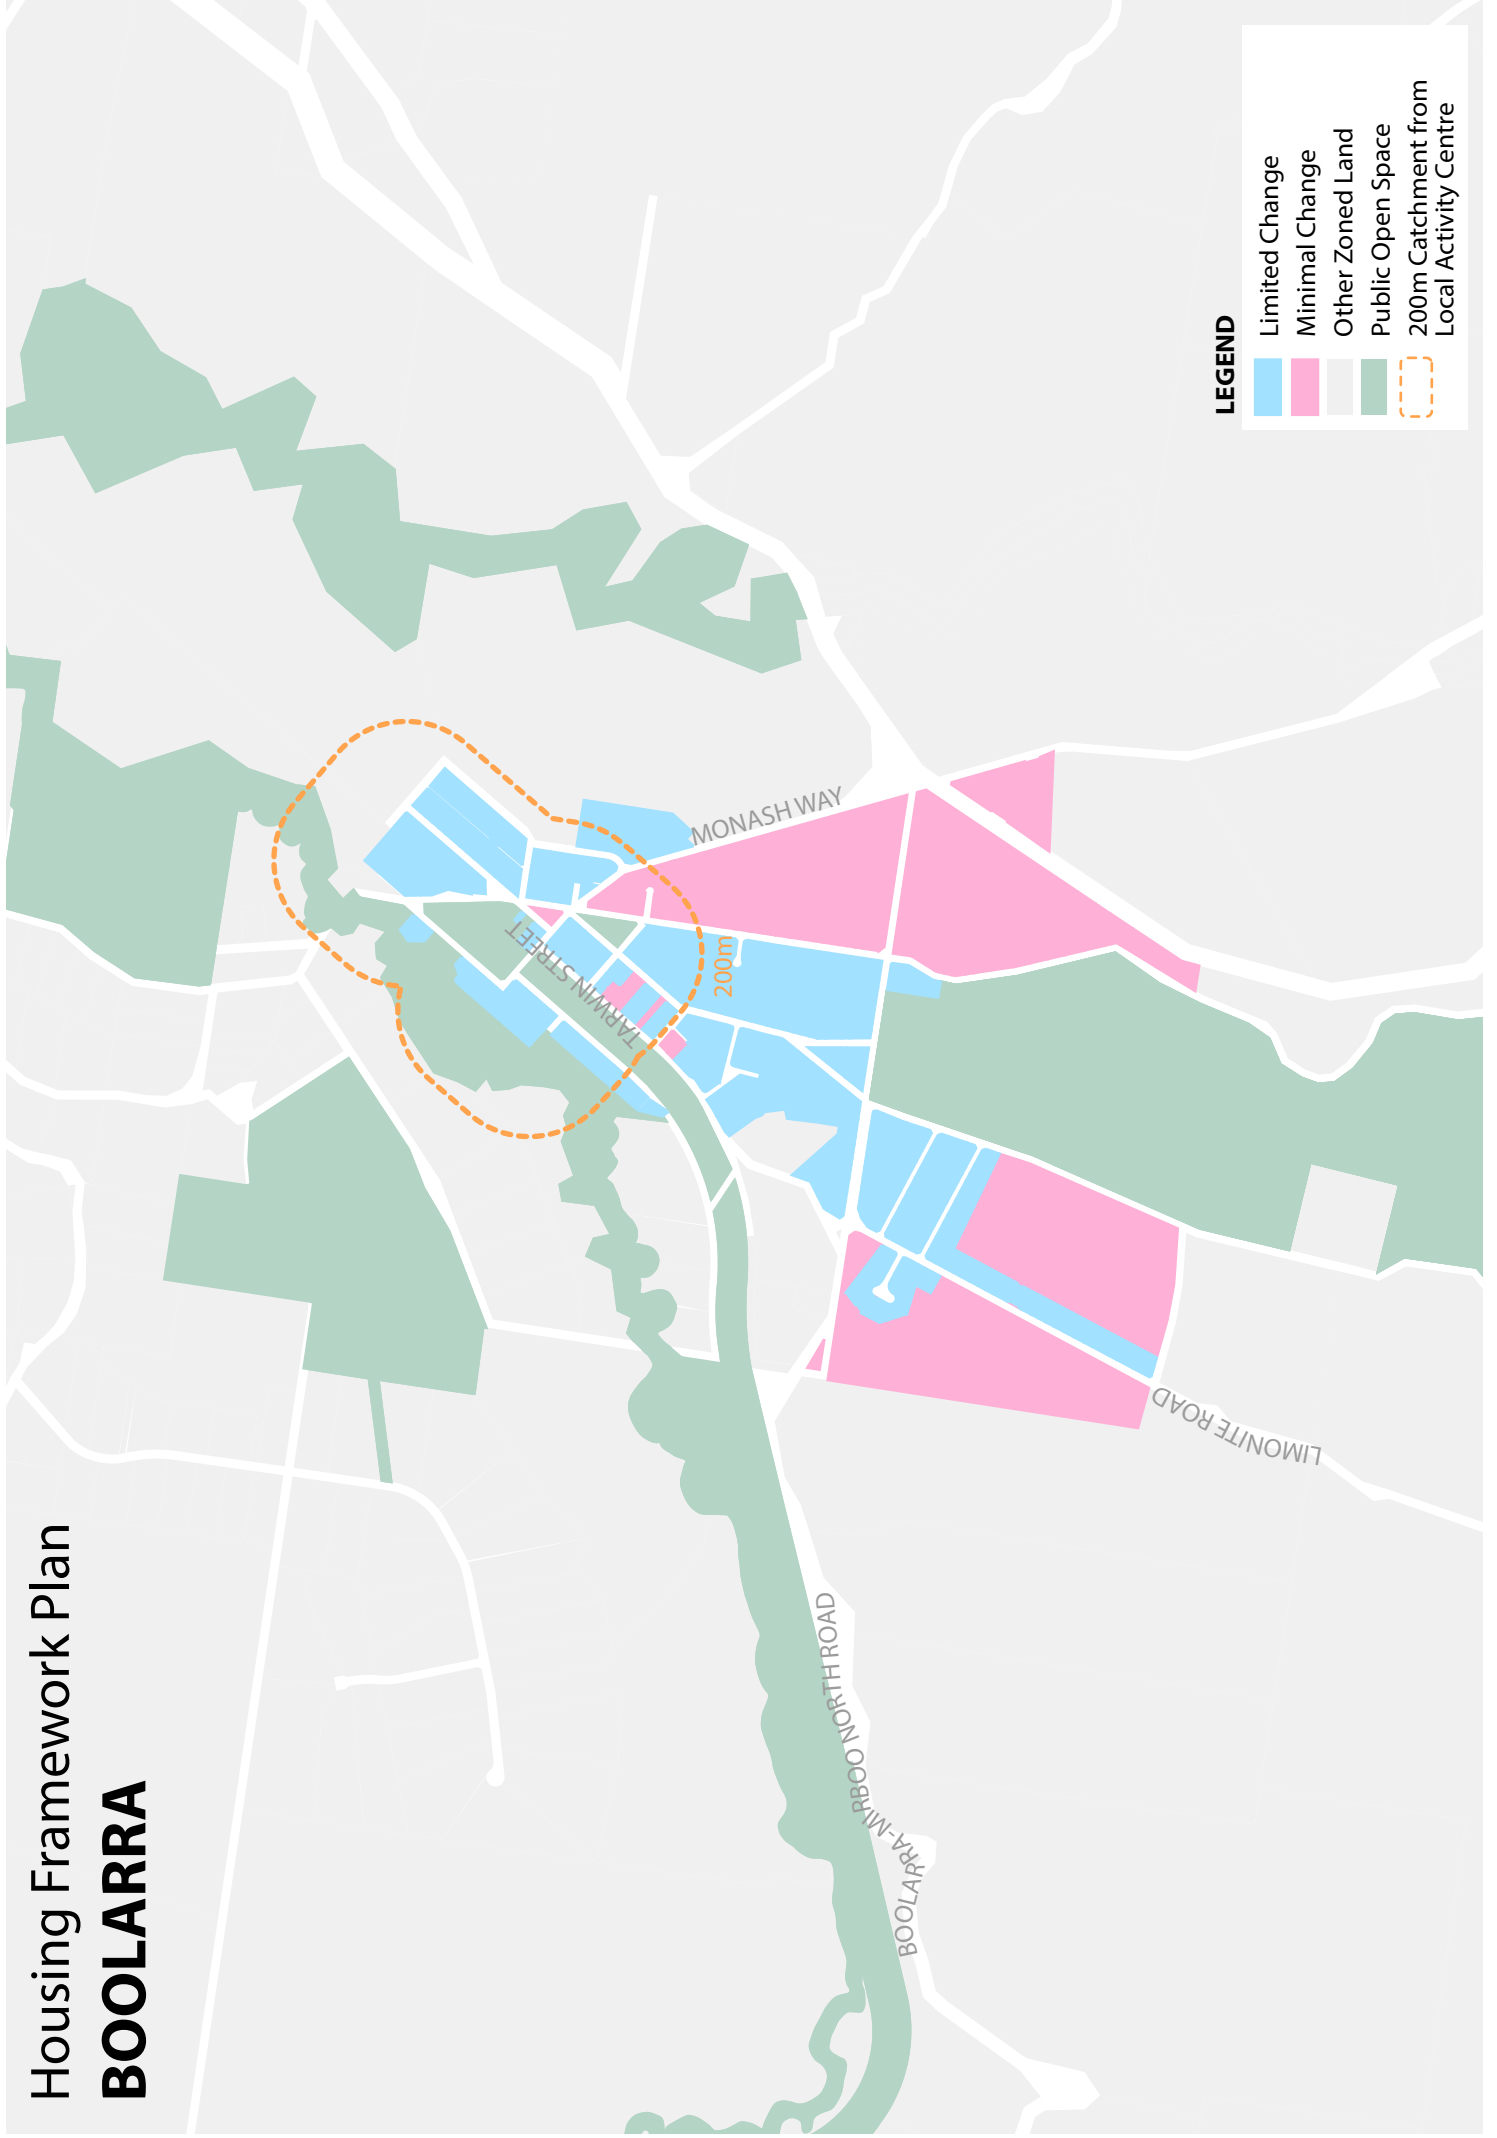 Housing Framework Plan
BOOLARRA
MONASH WAY
TARWIN STREET
200m
LIMONITE ROAD
BOOLARRA-MIRBOO NORTH ROAD
LEGEND
Limited Change
Minimal Change
Other Zoned Land
Public Open Space
200m Catchment from
Local Activity Centre